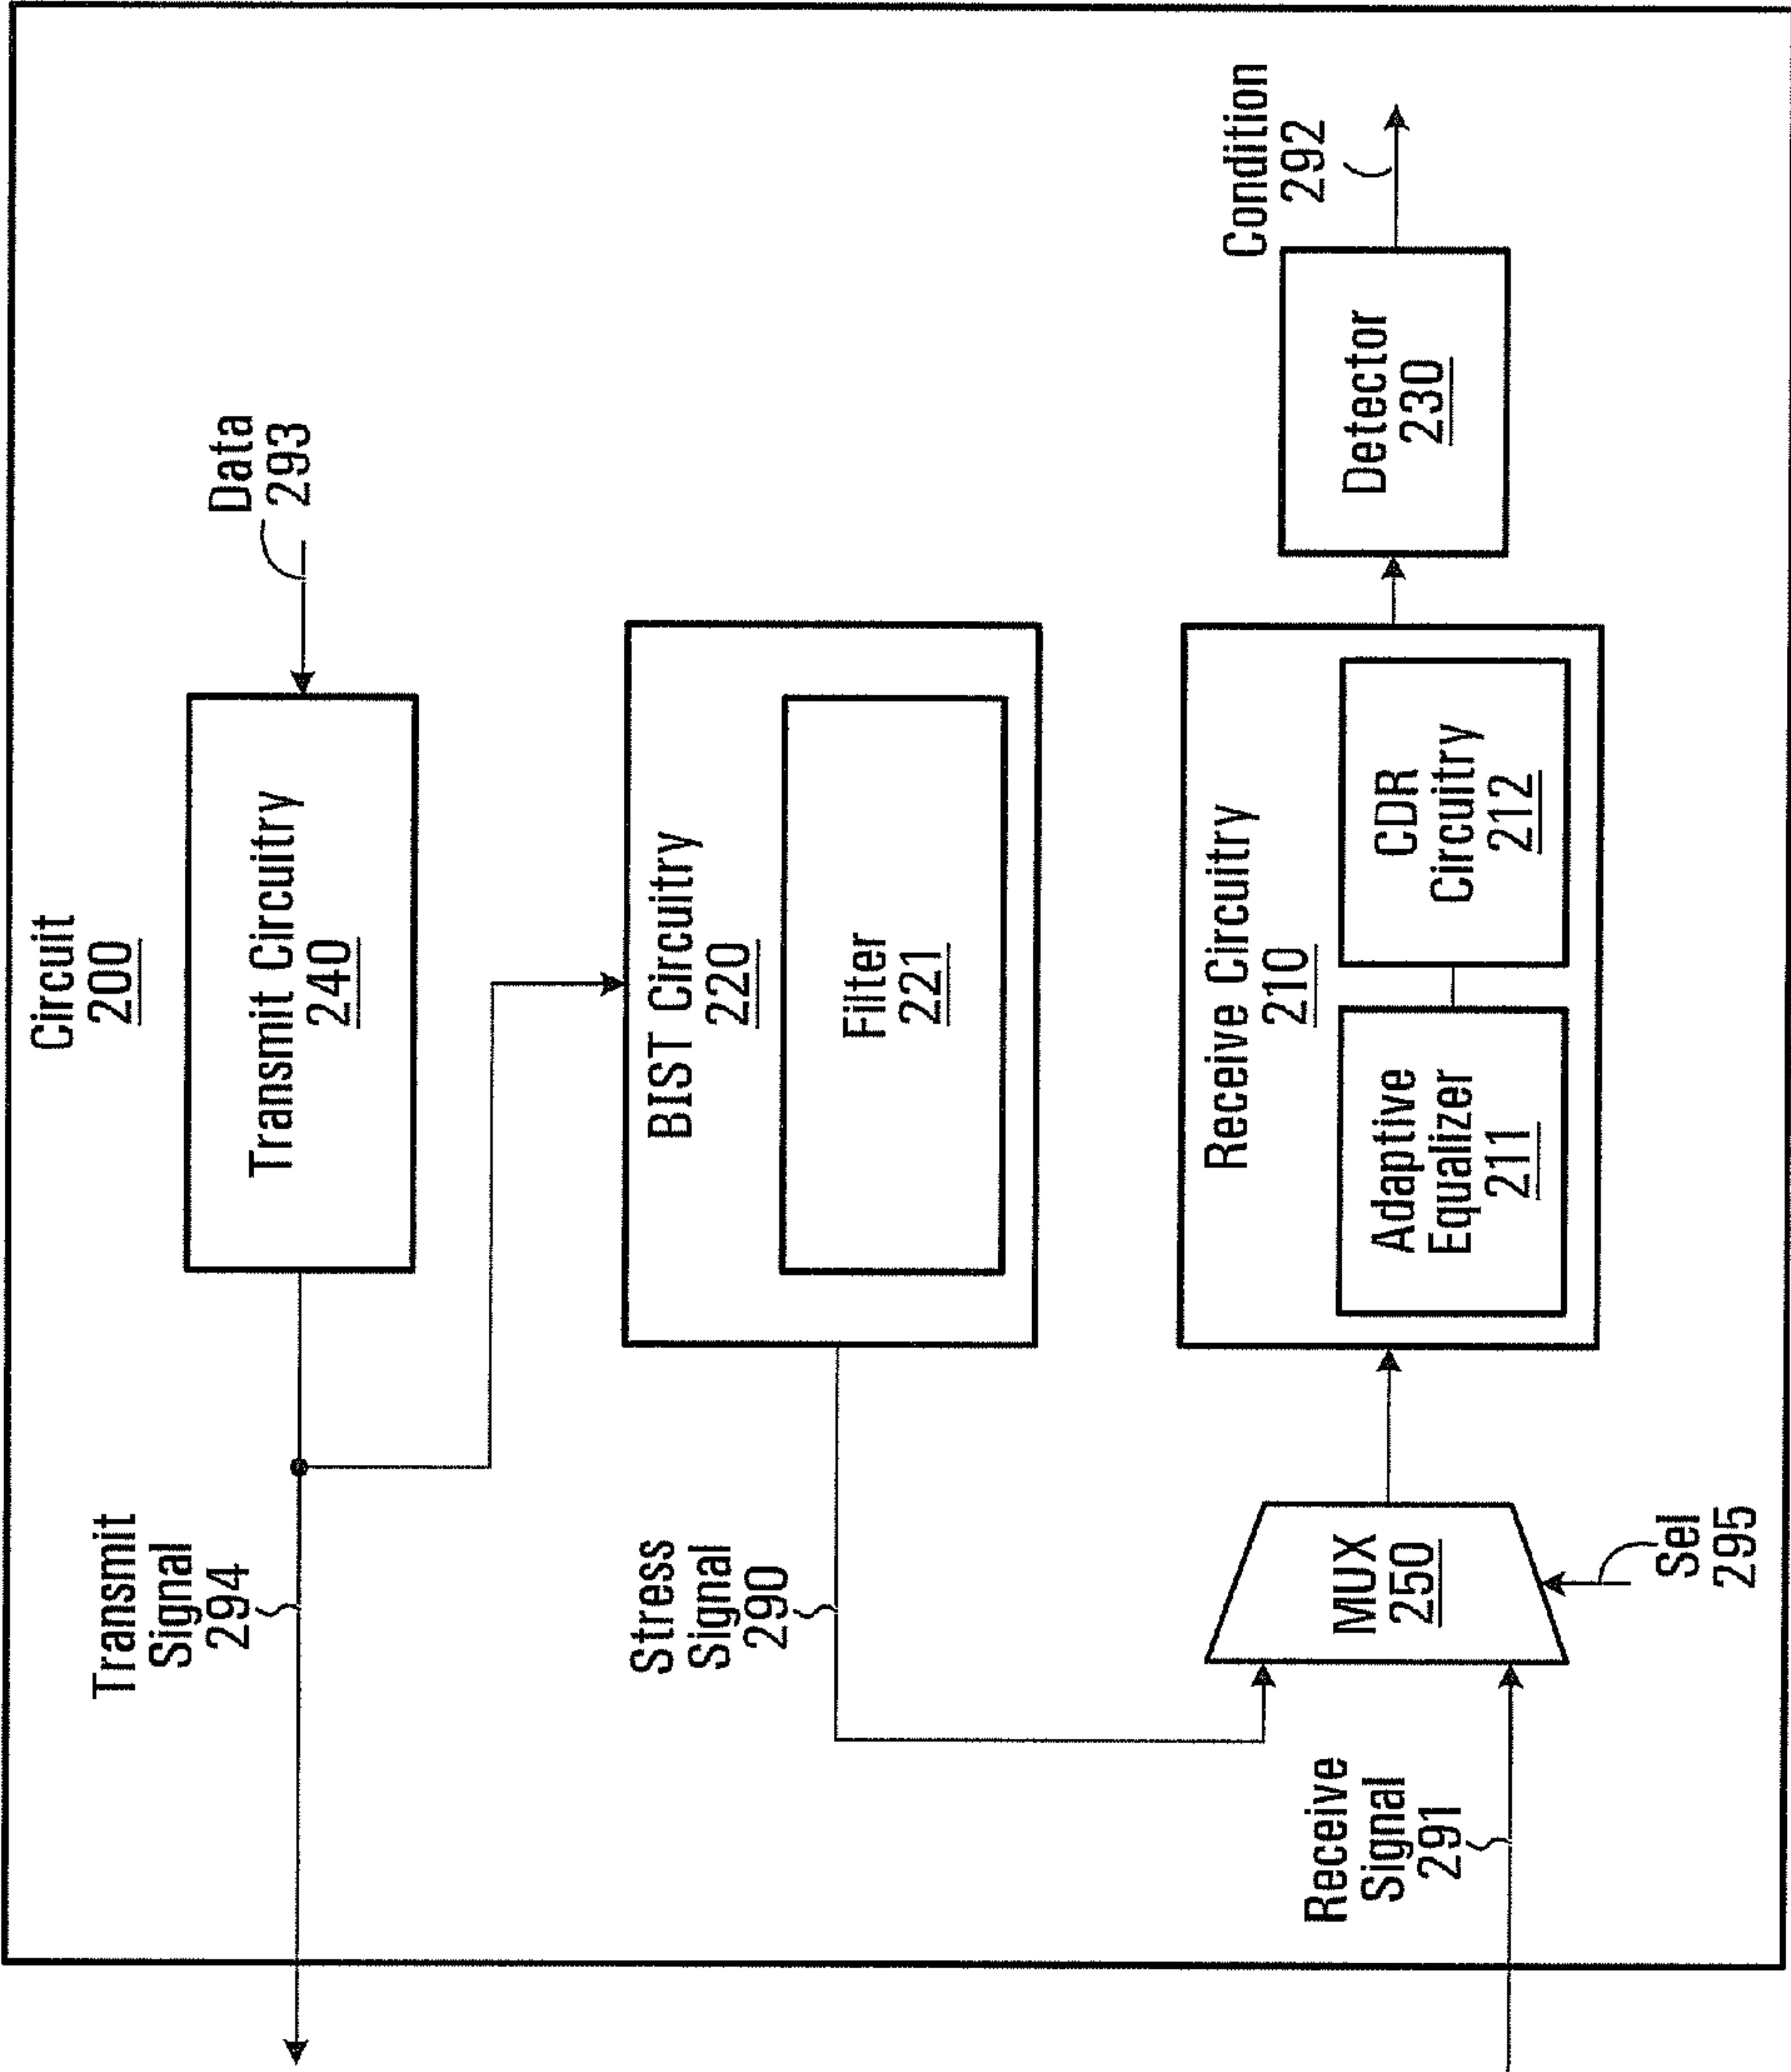 Circuit
200
Transmit
Signal
294
Transmit Circuitry
240
Data
293
Stress
Signal
290
BIST Circuitry
220
Filter
221
Receive
Signal
291
MUX
250
Sel
295
Receive Circuitry
210
Adaptive
Equalizer
211
CDR
Circuitry
212
Detector
230
Condition
292